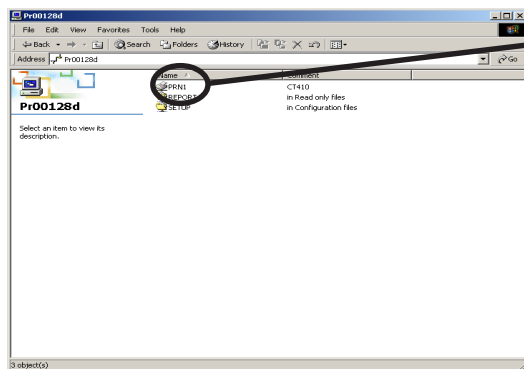 Pr00128d
File Edit View Favorites Tools Help
Back Search Folders History
Address Pr00128d Go
Name Comment
PRN1 CT410
REPORT in Read only files
SETUP in Configuration files
Pr00128d
Select an item to view its
description.
3 object(s)